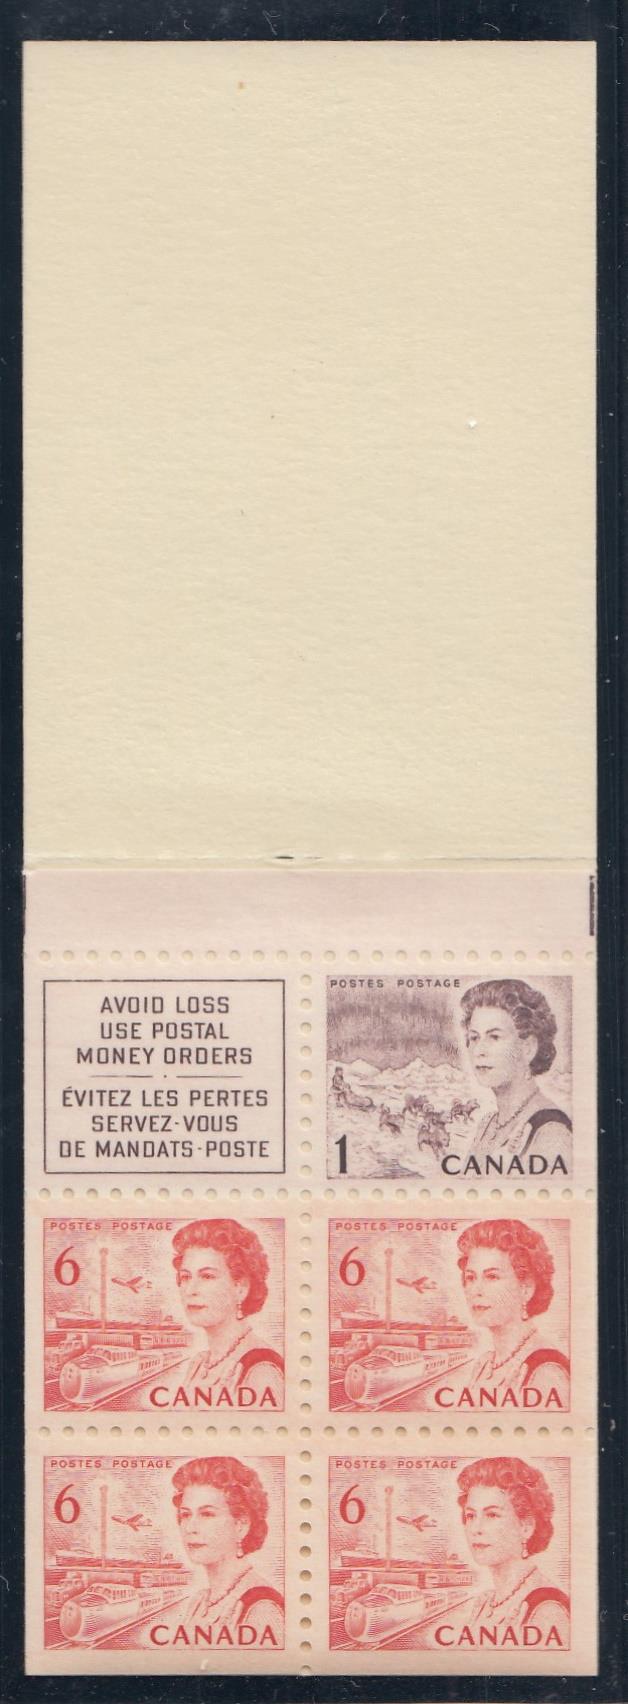 AVOID LOSS
USE POSTAL
MONEY ORDERS
ÉVITEZ LES PERTES
SERVEZ-VOUS
DE MANDATS-POSTE
POSTES POSTAGE
1 CANADA
POSTES POSTAGE
6
CANADA
POSTES POSTAGE
6
CANADA
POSTES POSTAGE
6
CANADA
POSTES POSTAGE
6
CANADA